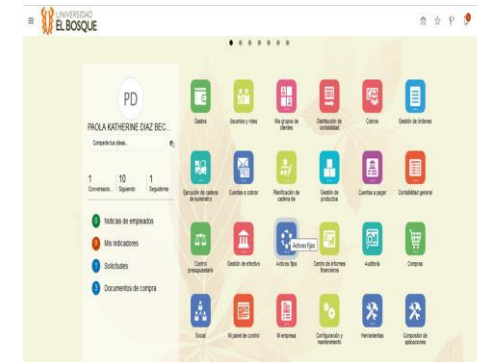 UNIVERSIDAD
EL BOSQUE
PD
PAOLA KATHERINE DIAZ BEC...
Comparte tus ideas...
1
10
1
Conversacio...
Siguiendo
Seguidores
0 Noticias de empleados
0 Mis indicadores
1 Solicitudes
3 Documentos de compra
Gastos
Usuarios y roles
Mis grupos de clientes
Distribución de contabilidad
Cobros
Gestión de órdenes
Ejecución de cadena de suministro
Cuentas a cobrar
Planificación de cadena de
Gestión de productos
Cuentas a pagar
Contabilidad general
Control presupuestario
Gestión de efectivo
Activos fijos
Activos Fijos
Centro de informes financieros
Auditoría
Compras
Social
Mi panel de control
Mi empresa
Configuración y mantenimiento
Herramientas
Compositor de aplicaciones